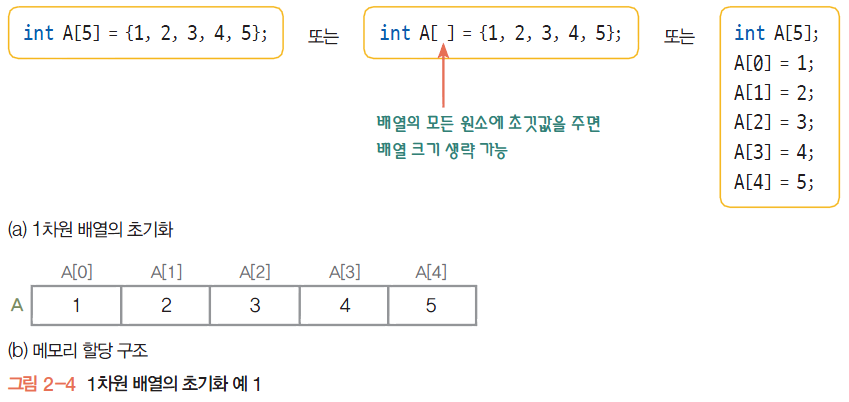 int A[5] = {1, 2, 3, 4, 5};
또는
int A[ ] = {1, 2, 3, 4, 5};
또는
int A[5];
A[0] = 1;
A[1] = 2;
A[2] = 3;
A[3] = 4;
A[4] = 5;
배열의 모든 원소에 초깃값을 주면
배열 크기 생략 가능
(a) 1차원 배열의 초기화
A[0] A[1] A[2] A[3] A[4]
A 1 2 3 4 5
(b) 메모리 할당 구조
그림 2-4 1차원 배열의 초기화 예 1